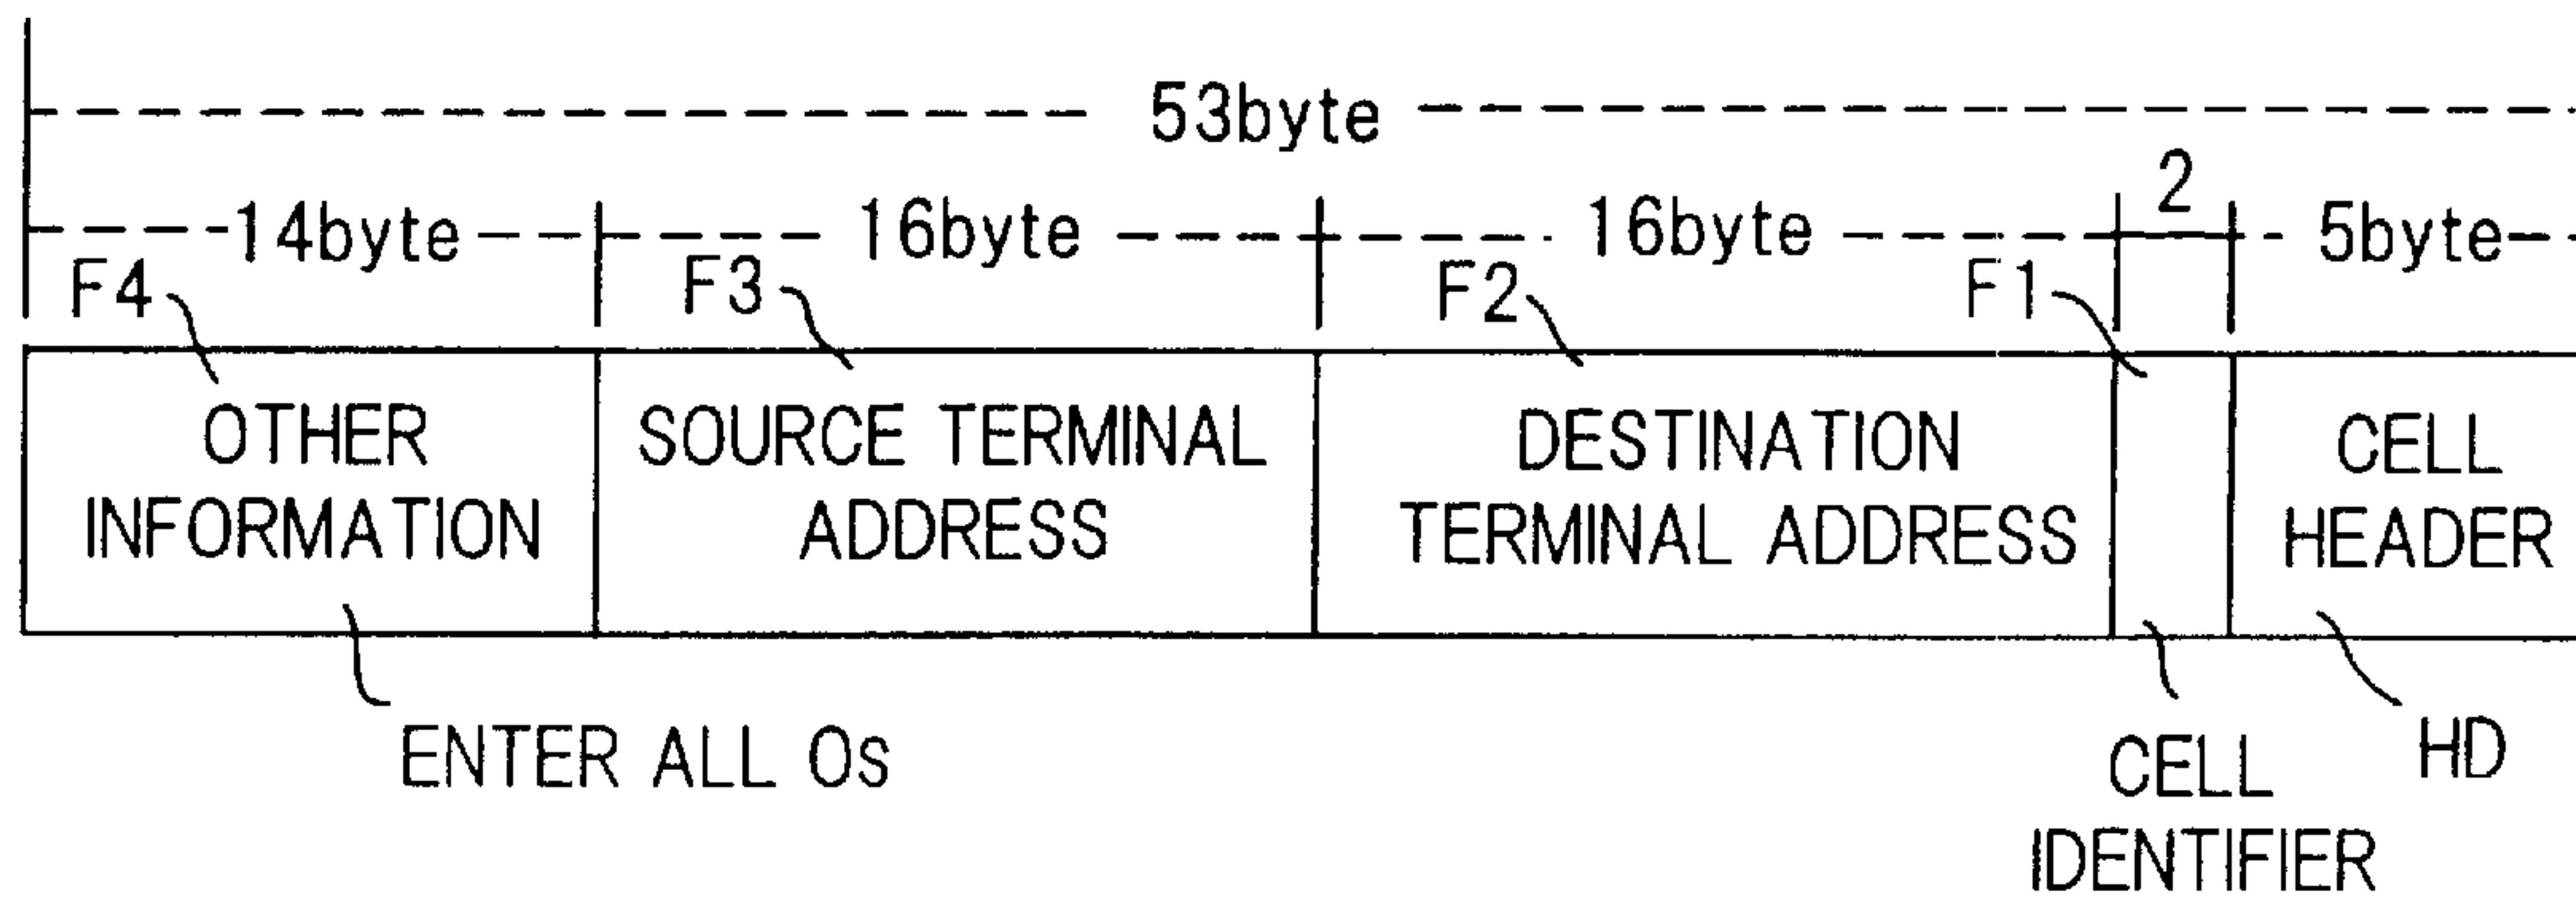 53byte
2
14byte
16byte
16byte
5byte
F4
F3
F2
F1
OTHER
INFORMATION
SOURCE TERMINAL
ADDRESS
DESTINATION
TERMINAL ADDRESS
CELL
HEADER
ENTER ALL 0s
CELL
IDENTIFIER
HD